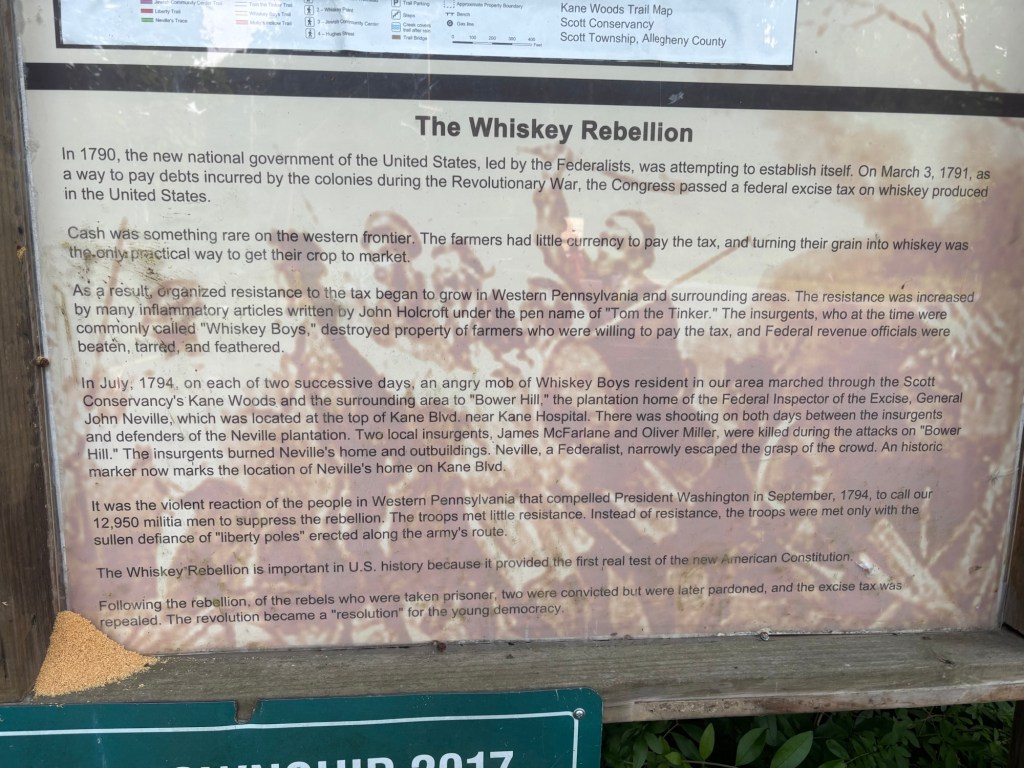 Liberty Trail
Trail Parking
Steps
Trail Bridge
Approximate Property Boundary
Bench
Gas line
Kane Woods Trail Map
Scott Conservancy
Scott Township, Allegheny County
The Whiskey Rebellion
In 1790, the new national government of the United States, led by the Federalists, was attempting to establish itself. On March 3, 1791, as
a way to pay debts incurred by the colonies during the Revolutionary War, the Congress passed a federal excise tax on whiskey produced
in the United States.
Cash was something rare on the western frontier. The farmers had little currency to pay the tax, and turning their grain into whiskey was
the only practical way to get their crop to market.
As a result, organized resistance to the tax began to grow in Western Pennsylvania and surrounding areas. The resistance was increased
by many inflammatory articles written by John Holcroft under the pen name of "Tom the Tinker." The insurgents, who at the time were
commonly called "Whiskey Boys," destroyed property of farmers who were willing to pay the tax, and Federal revenue officials were
beaten, tarred, and feathered.
In July, 1794, on each of two successive days, an angry mob of Whiskey Boys resident in our area marched through the Scott
Conservancy's Kane Woods and the surrounding area to "Bower Hill," the plantation home of the Federal Inspector of the Excise, General
John Neville, which was located at the top of Kane Blvd. near Kane Hospital. There was shooting on both days between the insurgents
and defenders of the Neville plantation. Two local insurgents, James McFarlane and Oliver Miller, were killed during the attacks on "Bower
Hill." The insurgents burned Neville's home and outbuildings. Neville, a Federalist, narrowly escaped the grasp of the crowd. An historic
marker now marks the location of Neville's home on Kane Blvd.
It was the violent reaction of the people in Western Pennsylvania that compelled President Washington in September, 1794, to call our
12,950 militia men to suppress the rebellion. The troops met little resistance. Instead of resistance, the troops were met only with the
sullen defiance of "liberty poles" erected along the army's route.
The Whiskey Rebellion is important in U.S. history because it provided the first real test of the new American Constitution.
Following the rebellion, of the rebels who were taken prisoner, two were convicted but were later pardoned, and the excise tax was
repealed. The revolution became a "resolution" for the young democracy.
2017